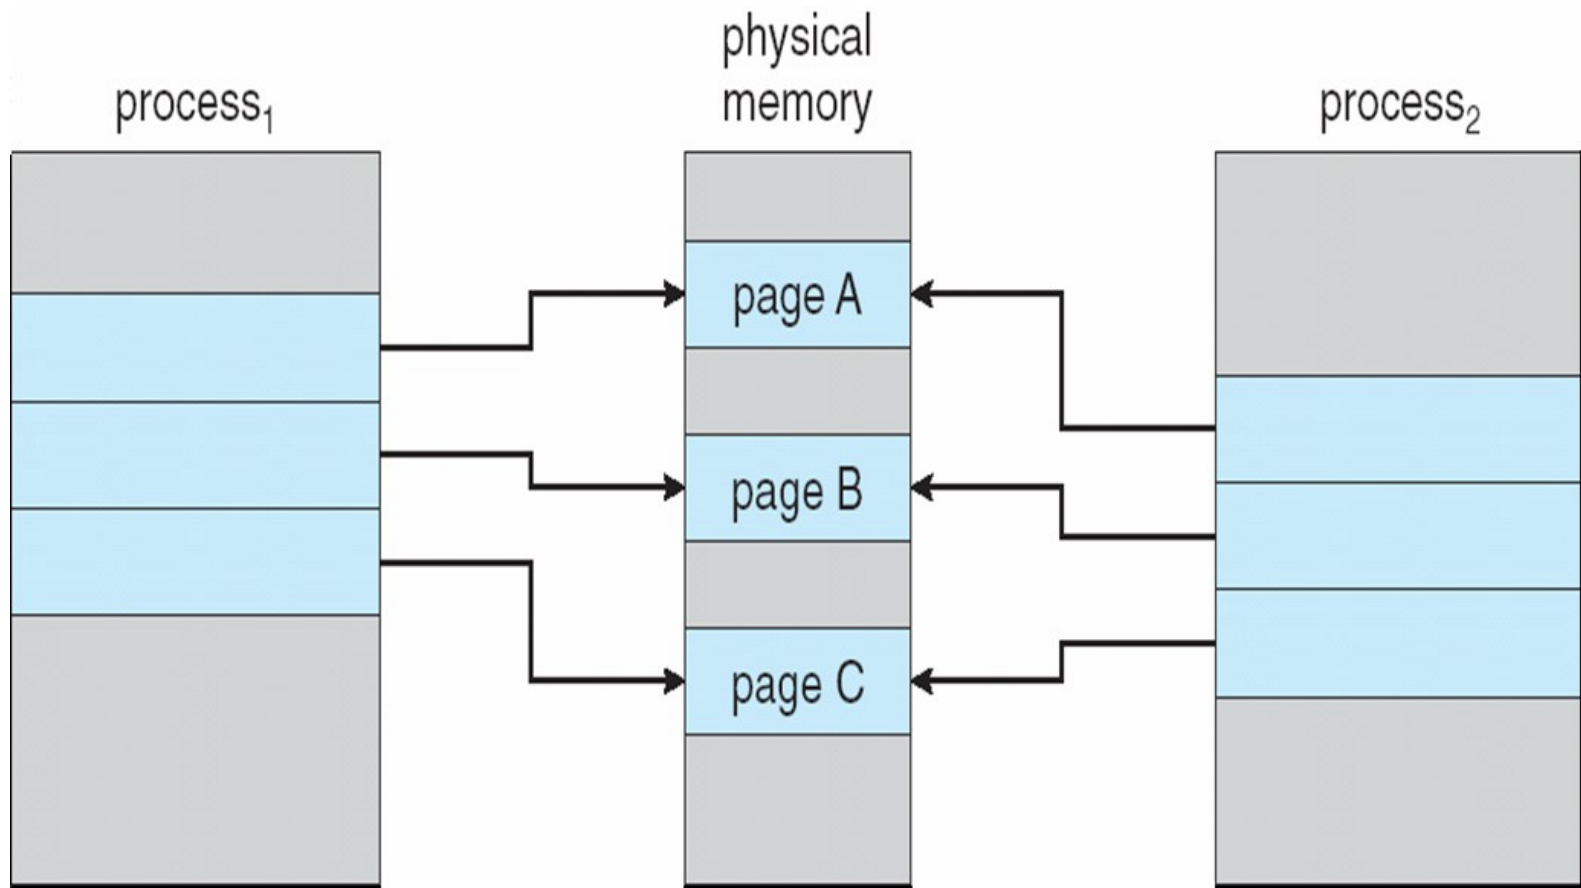 physical
memory
process₁
process₂
page A
page B
page C